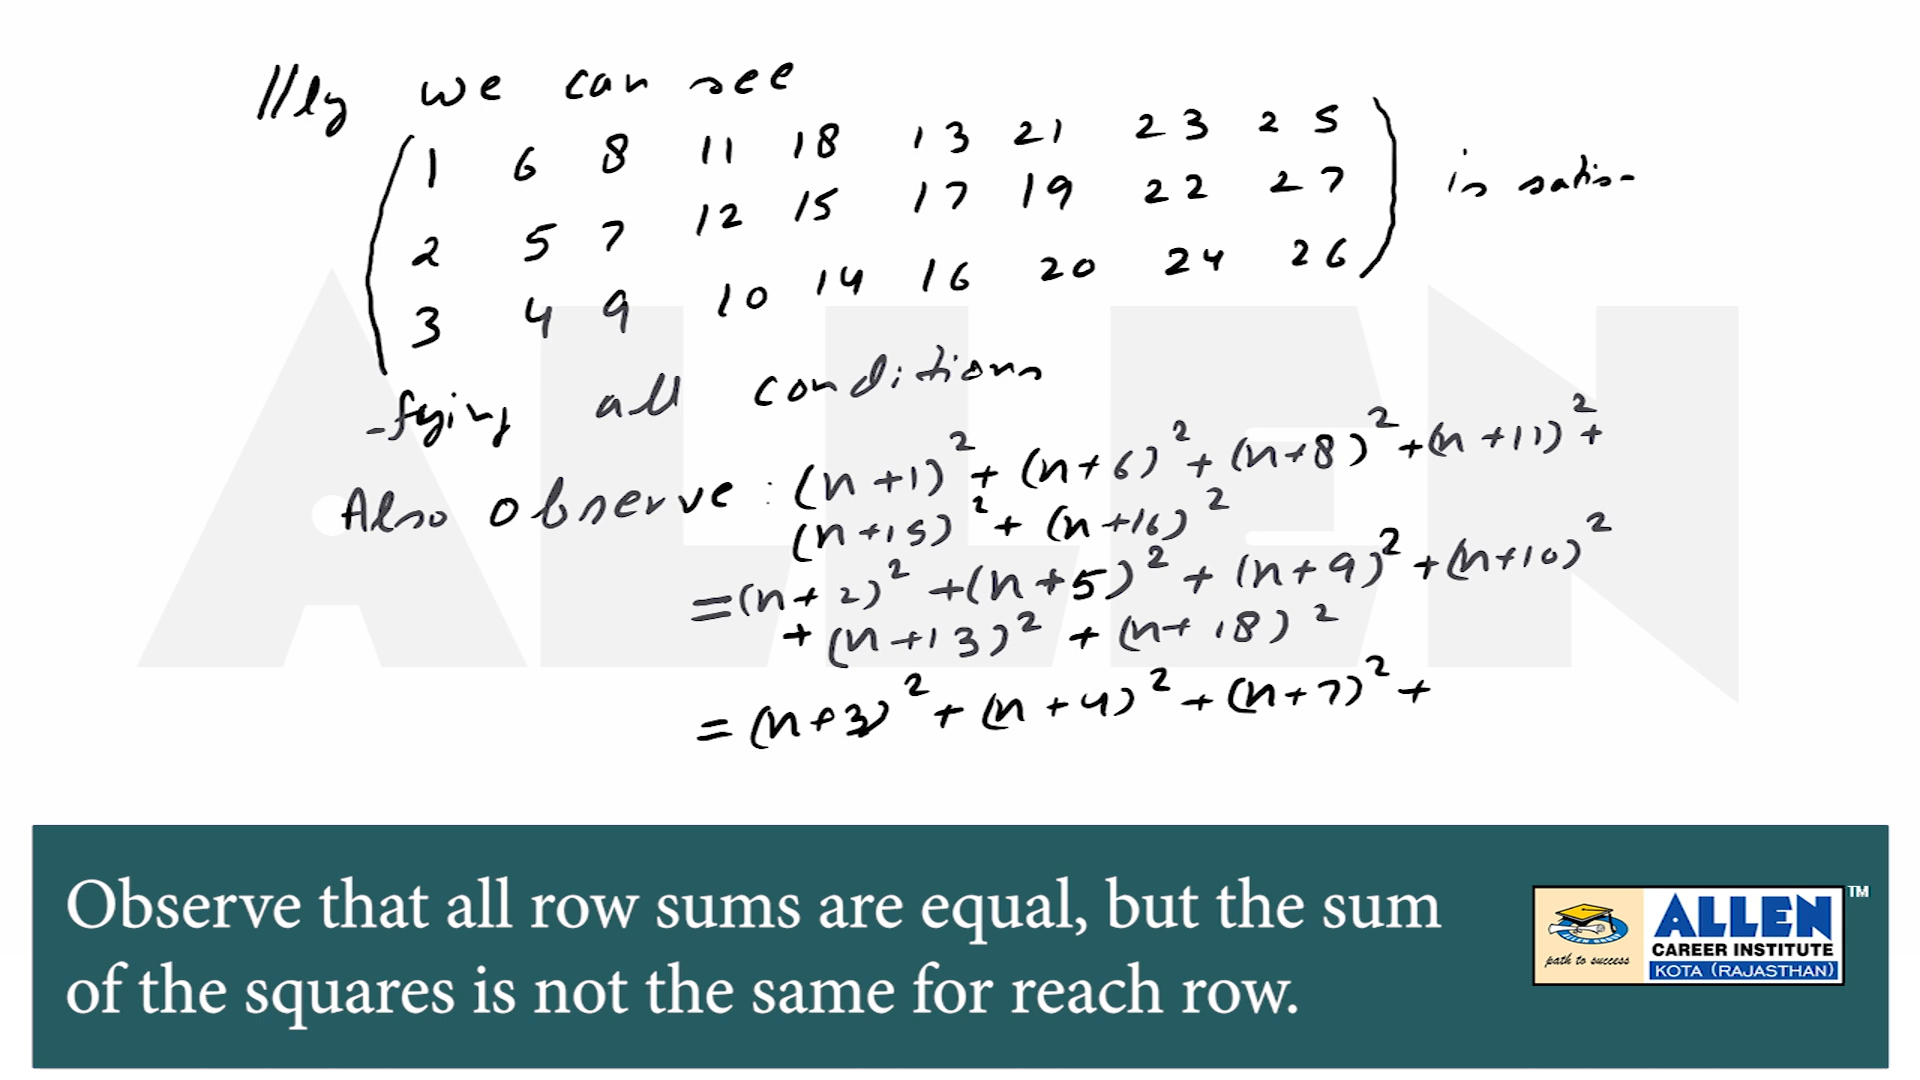 //ly we can see
1 6 8 11 18 13 21 23 25
2 5 7 12 15 17 19 22 27 is satis-
3 4 9 10 14 16 20 24 26
-fying all conditions
Also observe : (n+1)² + (n+6)² + (n+8)² + (n+11)² +
(n+15)² + (n+16)²
= (n+2)² + (n+5)² + (n+9)² + (n+10)²
+ (n+13)² + (n+18)²
= (n+3)² + (n+4)² + (n+7)² +
ALLEN
Observe that all row sums are equal, but the sum
of the squares is not the same for reach row.
path to success
ALLEN™
CAREER INSTITUTE
KOTA (RAJASTHAN)